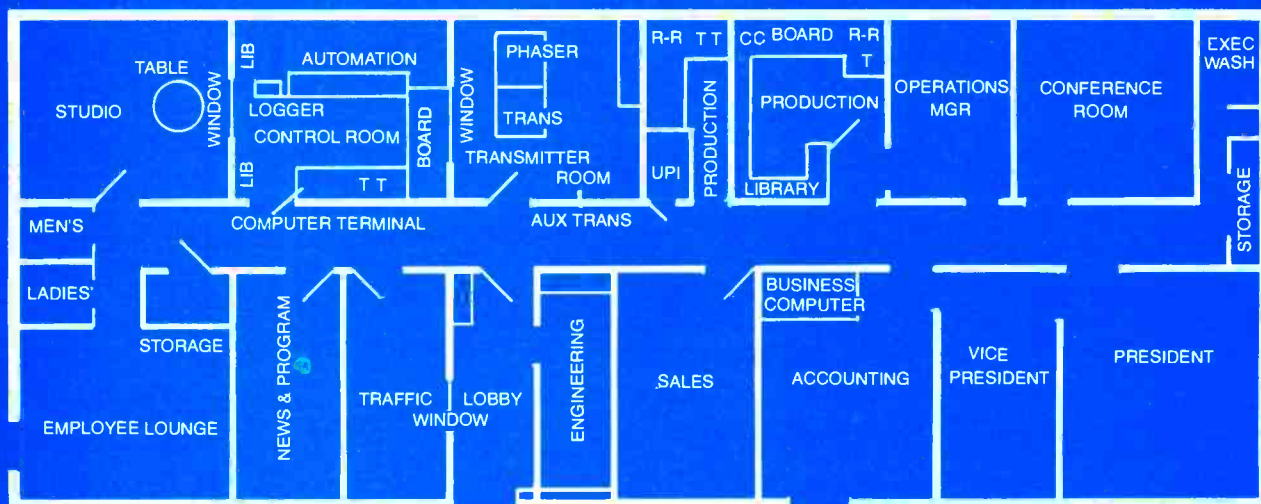 STUDIO
TABLE
WINDOW
LIB
LIB
AUTOMATION
LOGGER
CONTROL ROOM
BOARD
T T
COMPUTER TERMINAL
WINDOW
PHASER
TRANS
TRANSMITTER
ROOM
AUX TRANS
R-R T T
PRODUCTION
UPI
CC BOARD R-R
T
PRODUCTION
LIBRARY
OPERATIONS
MGR
CONFERENCE
ROOM
EXEC
WASH
STORAGE
MEN'S
LADIES'
STORAGE
EMPLOYEE LOUNGE
NEWS & PROGRAM
TRAFFIC
LOBBY
WINDOW
ENGINEERING
SALES
BUSINESS
COMPUTER
ACCOUNTING
VICE
PRESIDENT
PRESIDENT